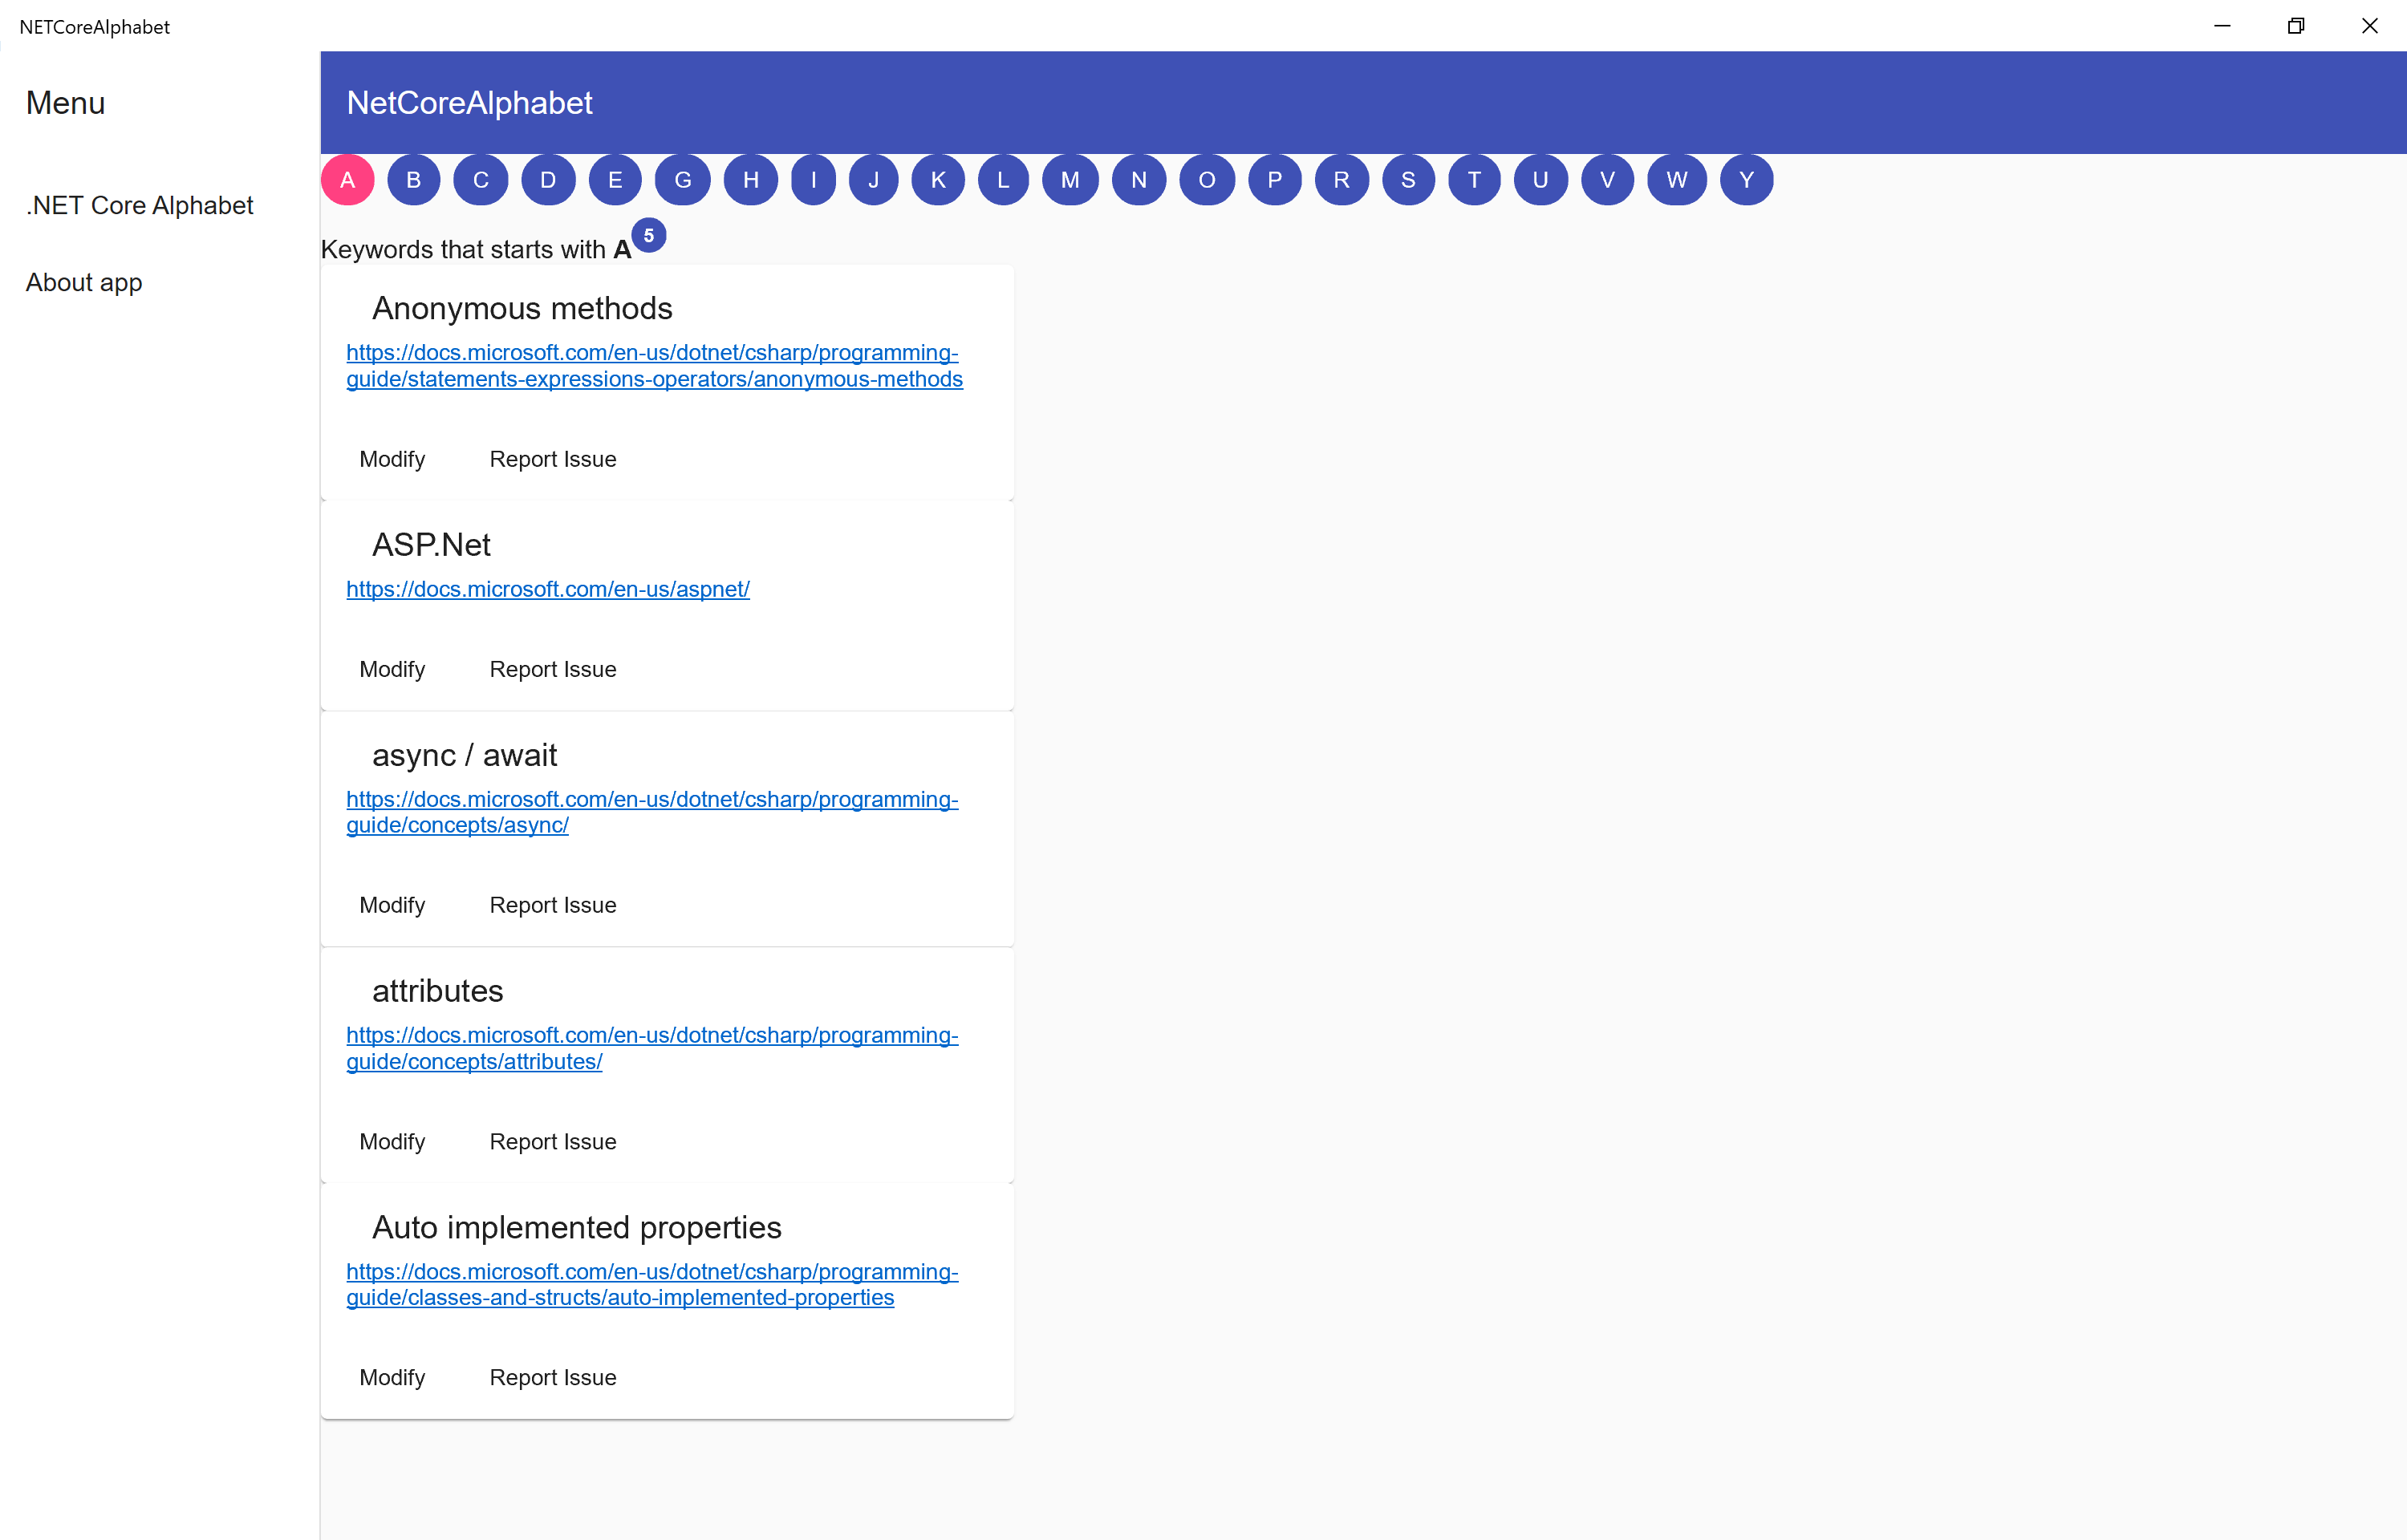 NETCoreAlphabet
Menu
.NET Core Alphabet
About app
NetCoreAlphabet
A B C D E G H I J K L M N O P R S T U V W Y
Keywords that starts with A 5
Anonymous methods
https://docs.microsoft.com/en-us/dotnet/csharp/programming-
guide/statements-expressions-operators/anonymous-methods
Modify Report Issue
ASP.Net
https://docs.microsoft.com/en-us/aspnet/
Modify Report Issue
async / await
https://docs.microsoft.com/en-us/dotnet/csharp/programming-
guide/concepts/async/
Modify Report Issue
attributes
https://docs.microsoft.com/en-us/dotnet/csharp/programming-
guide/concepts/attributes/
Modify Report Issue
Auto implemented properties
https://docs.microsoft.com/en-us/dotnet/csharp/programming-
guide/classes-and-structs/auto-implemented-properties
Modify Report Issue